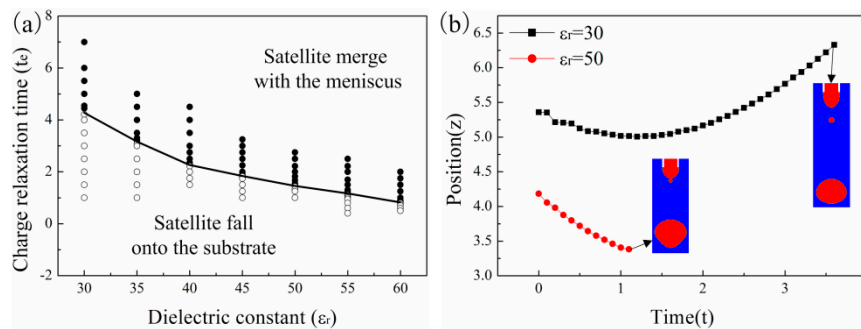 (a)
8
6
4
2
0
-2
Charge relaxation time (te)
Satellite merge
with the meniscus
Satellite fall
onto the substrate
30 35 40 45 50 55 60
Dielectric constant (εr)
(b)
6.5
6.0
5.5
5.0
4.5
4.0
3.5
3.0
Position(z)
εr=30
εr=50
0 1 2 3
Time(t)